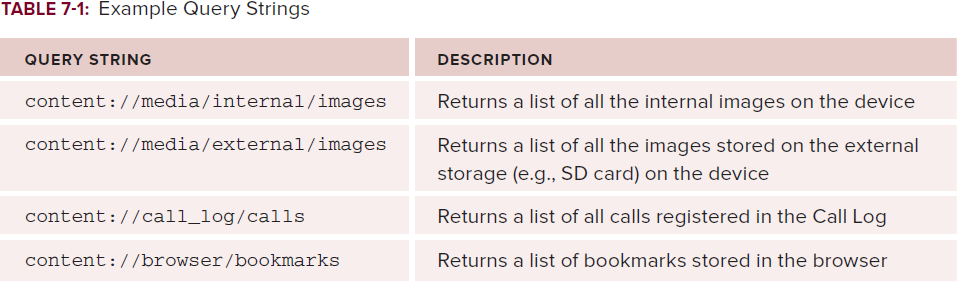 TABLE 7-1: Example Query Strings
QUERY STRING DESCRIPTION
content://media/internal/images Returns a list of all the internal images on the device
content://media/external/images Returns a list of all the images stored on the external
storage (e.g., SD card) on the device
content://call_log/calls Returns a list of all calls registered in the Call Log
content://browser/bookmarks Returns a list of bookmarks stored in the browser